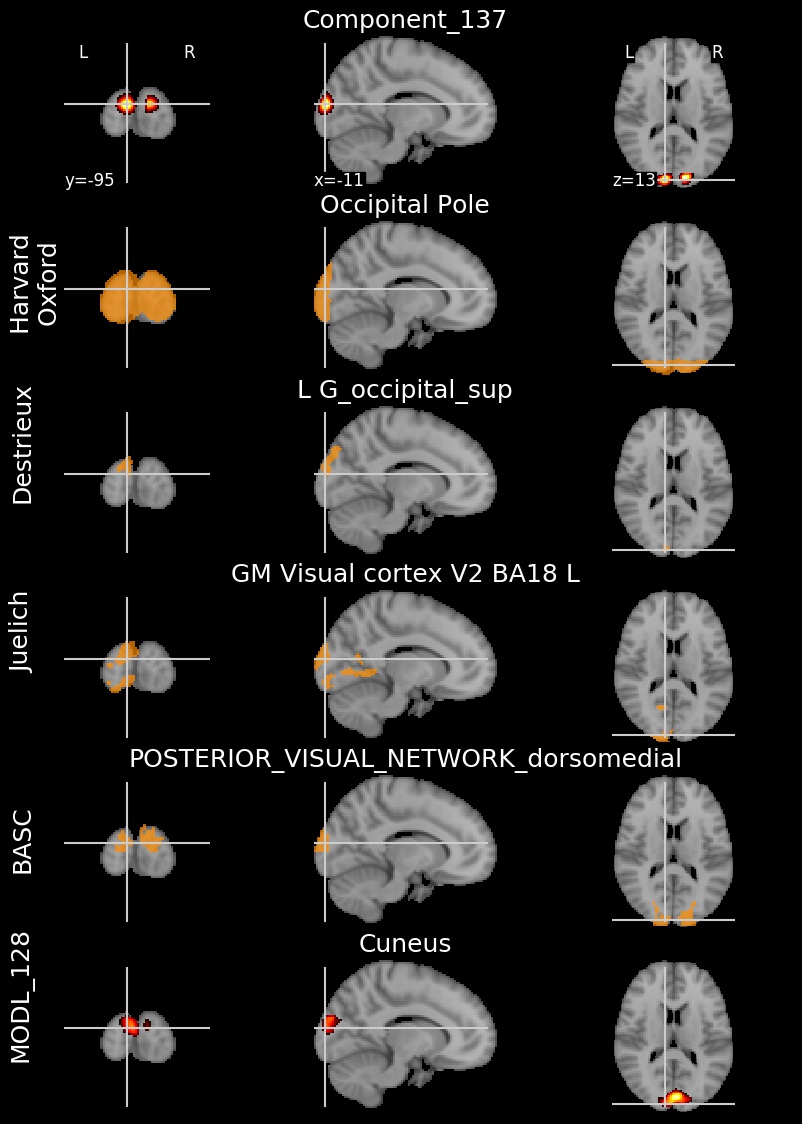 Component_137
L R
L R
y=-95
x=-11
z=13
Occipital Pole
Harvard
Oxford
L G_occipital_sup
Destrieux
GM Visual cortex V2 BA18 L
Juelich
POSTERIOR_VISUAL_NETWORK_dorsomedial
BASC
Cuneus
MODL_128